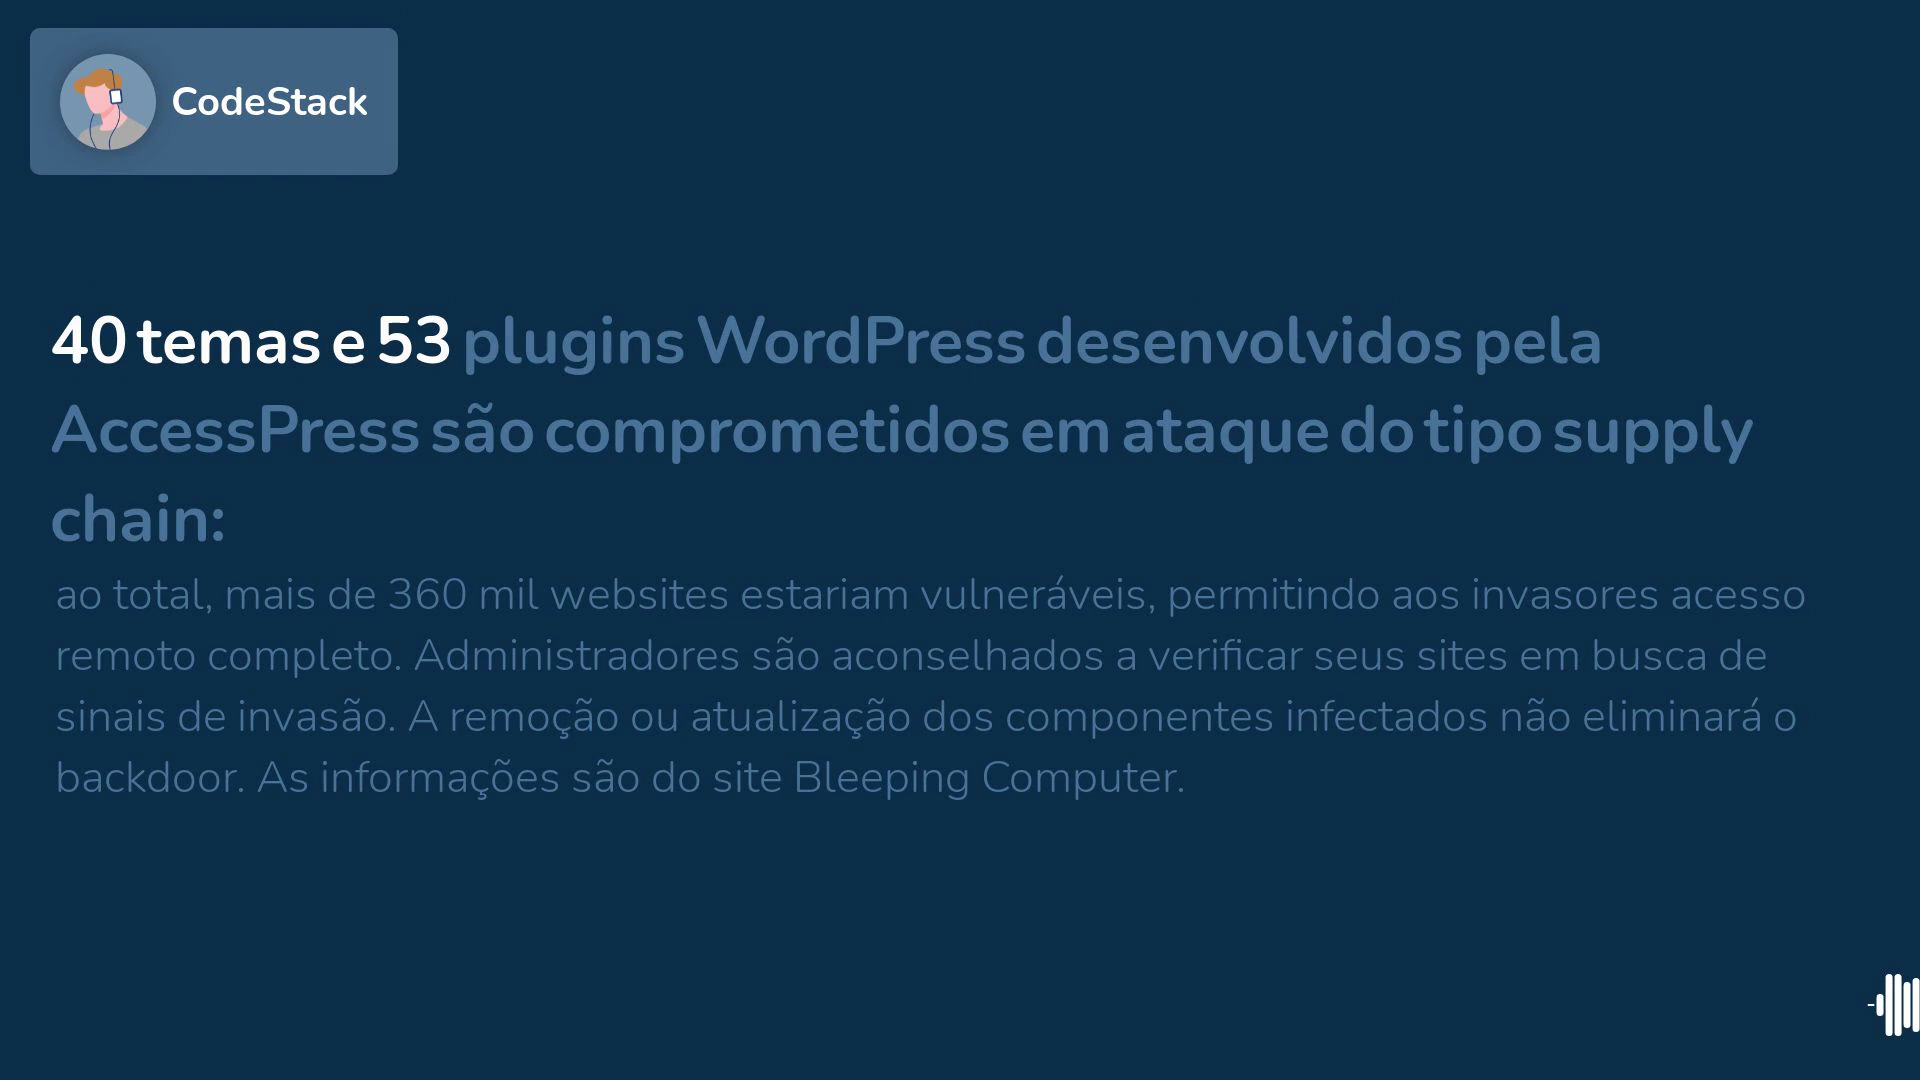 CodeStack
40 temas e 53 plugins WordPress desenvolvidos pela
AccessPress são comprometidos em ataque do tipo supply
chain:
ao total, mais de 360 mil websites estariam vulneráveis, permitindo aos invasores acesso
remoto completo. Administradores são aconselhados a verificar seus sites em busca de
sinais de invasão. A remoção ou atualização dos componentes infectados não eliminará o
backdoor. As informações são do site Bleeping Computer.